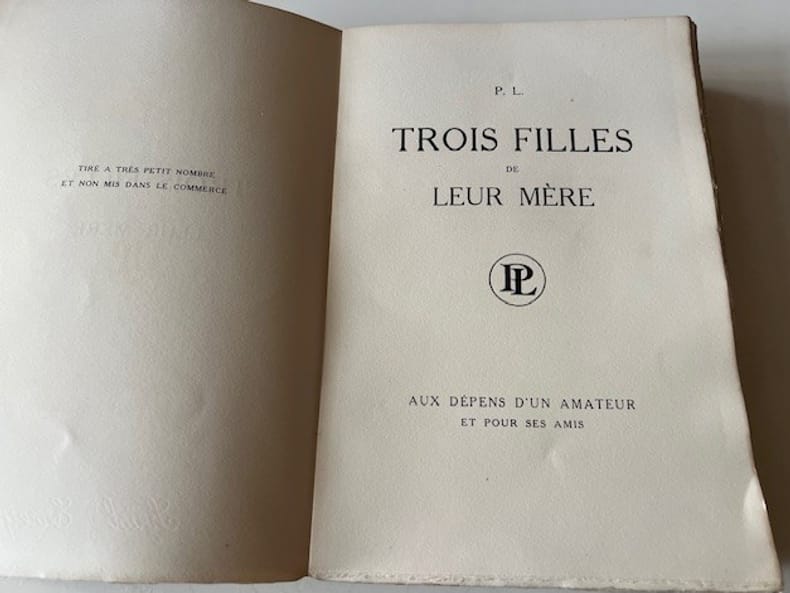 TIRÉ A TRÈS PETIT NOMBRE
ET NON MIS DANS LE COMMERCE
P. L.
TROIS FILLES
DE
LEUR MÈRE
PL
AUX DÉPENS D'UN AMATEUR
ET POUR SES AMIS